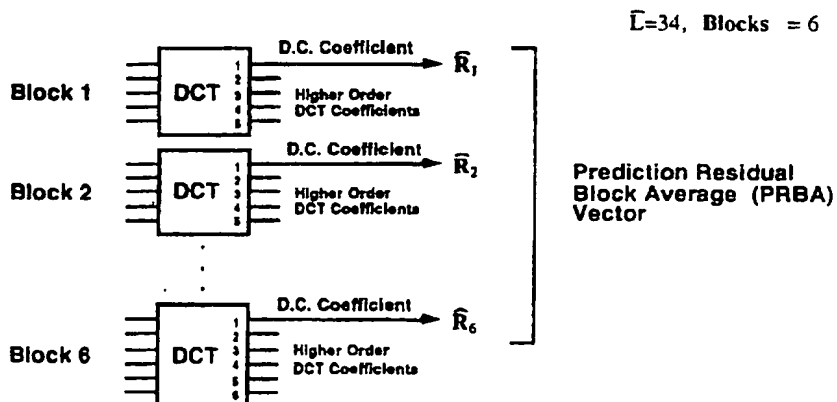 L̂=34, Blocks = 6
D.C. Coefficient
R̂₁
Block 1
DCT
1
2
3
4
5
Higher Order
DCT Coefficients
D.C. Coefficient
R̂₂
Block 2
DCT
1
2
3
4
5
Higher Order
DCT Coefficients
Prediction Residual
Block Average (PRBA)
Vector
D.C. Coefficient
R̂₆
Block 6
DCT
1
2
3
4
5
6
Higher Order
DCT Coefficients